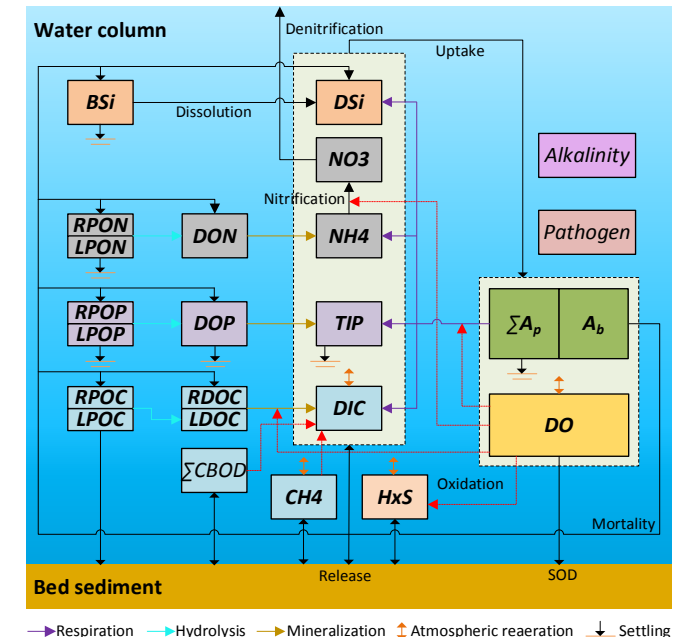 Water column
Denitrification
Uptake
BSi
DSi
Dissolution
NO3
Alkalinity
Nitrification
RPON
LPON
DON
NH4
Pathogen
RPOP
LPOP
DOP
TIP
∑Ap
Ab
RPOC
LPOC
RDOC
LDOC
DIC
DO
∑CBOD
CH4
HxS
Oxidation
Mortality
Bed sediment
Release
SOD
Respiration
Hydrolysis
Mineralization
Atmospheric reaeration
Settling